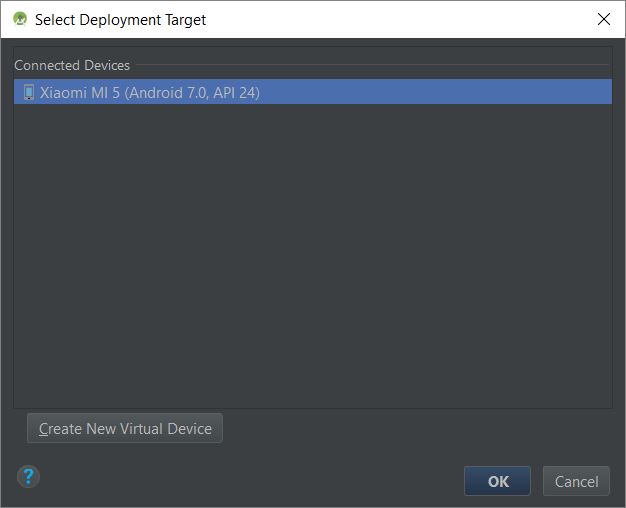 Select Deployment Target
Connected Devices
Xiaomi MI 5 (Android 7.0, API 24)
Create New Virtual Device
?
OK
Cancel